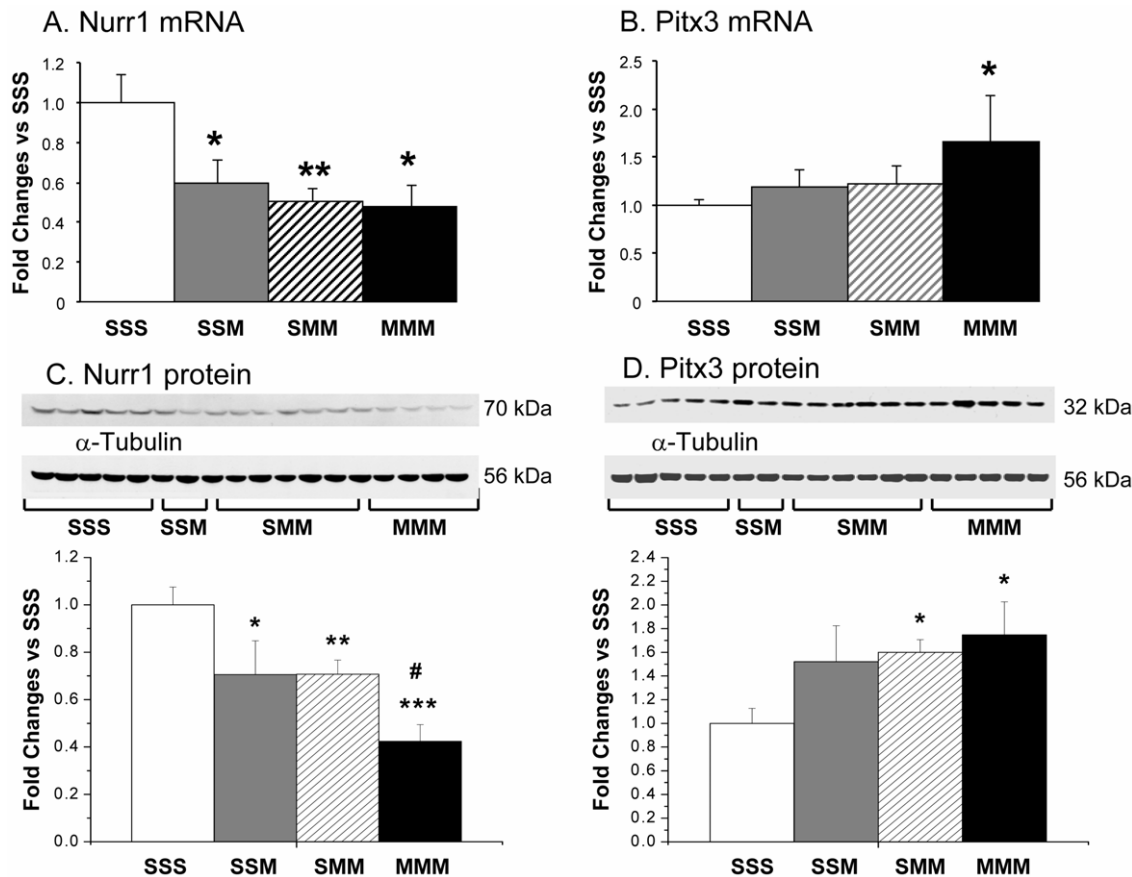 A. Nurr1 mRNA
Fold Changes vs SSS
1.2
1.0
0.8
0.6
0.4
0.2
0
*
**
*
SSS SSM SMM MMM
B. Pitx3 mRNA
Fold Changes vs SSS
2.5
2.0
1.5
1.0
0.5
0
*
SSS SSM SMM MMM
C. Nurr1 protein
70 kDa
α-Tubulin
56 kDa
SSS SSM SMM MMM
Fold Changes vs SSS
1.2
1.0
0.8
0.6
0.4
0.2
0.0
*
**
#
***
SSS SSM SMM MMM
D. Pitx3 protein
32 kDa
α-Tubulin
56 kDa
SSS SSM SMM MMM
Fold Changes vs SSS
2.4
2.2
2.0
1.8
1.6
1.4
1.2
1.0
0.8
0.6
0.4
0.2
0.0
*
*
SSS SSM SMM MMM